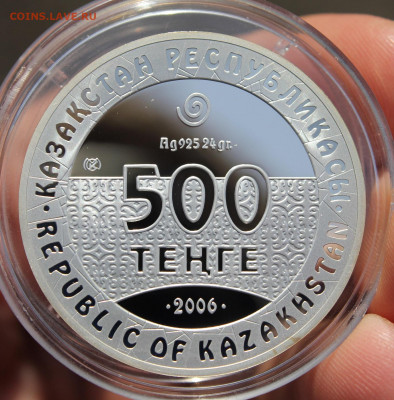 COINS.LAVE.RU
ҚАЗАҚСТАН РЕСПУБЛИКАСЫ
Ag925 24gr.
500
ТЕҢГЕ
·2006·
REPUBLIC OF KAZAKHSTAN